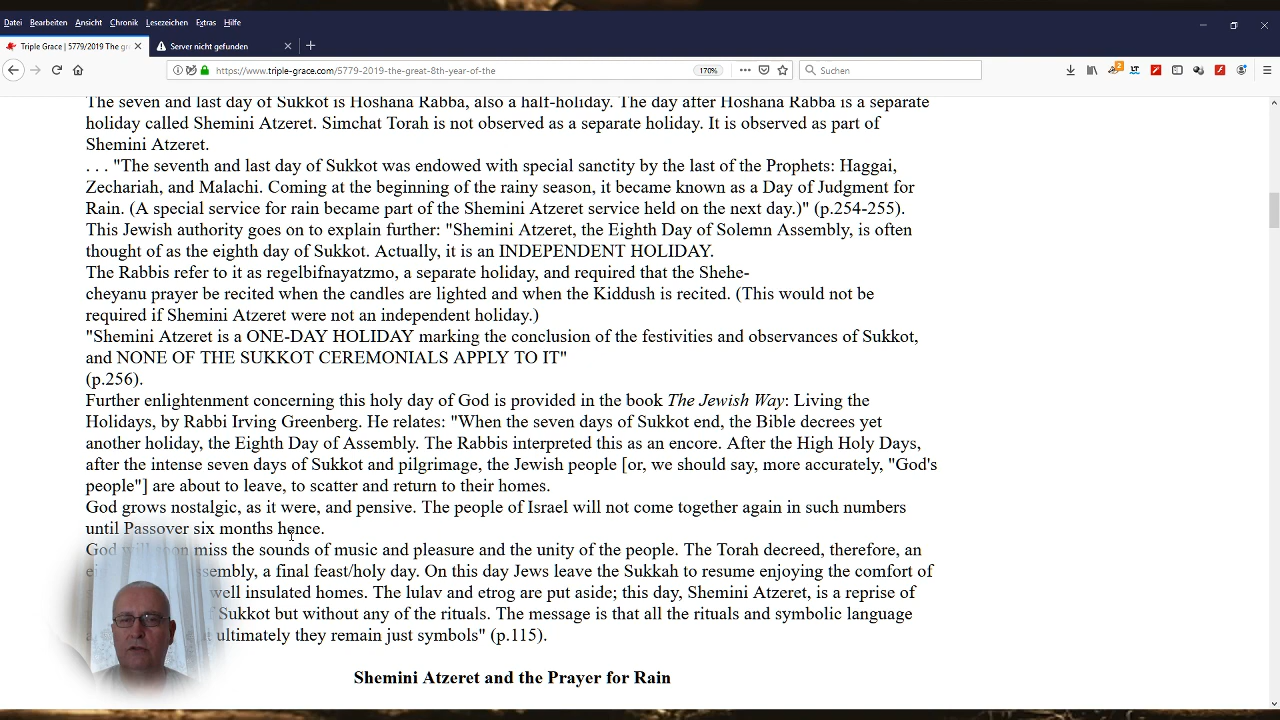 Datei Bearbeiten Ansicht Chronik Lesezeichen Extras Hilfe
Triple Grace | 5779/2019 The gr
Server nicht gefunden
https://www.triple-grace.com/5779-2019-the-great-8th-year-of-the
170%
Suchen
2
The seven and last day of Sukkot is Hoshana Rabba, also a half-holiday. The day after Hoshana Rabba is a separate
holiday called Shemini Atzeret. Simchat Torah is not observed as a separate holiday. It is observed as part of
Shemini Atzeret.
. . . "The seventh and last day of Sukkot was endowed with special sanctity by the last of the Prophets: Haggai,
Zechariah, and Malachi. Coming at the beginning of the rainy season, it became known as a Day of Judgment for
Rain. (A special service for rain became part of the Shemini Atzeret service held on the next day.)" (p.254-255).
This Jewish authority goes on to explain further: "Shemini Atzeret, the Eighth Day of Solemn Assembly, is often
thought of as the eighth day of Sukkot. Actually, it is an INDEPENDENT HOLIDAY.
The Rabbis refer to it as regelbifnayatzmo, a separate holiday, and required that the Shehe-
cheyanu prayer be recited when the candles are lighted and when the Kiddush is recited. (This would not be
required if Shemini Atzeret were not an independent holiday.)
"Shemini Atzeret is a ONE-DAY HOLIDAY marking the conclusion of the festivities and observances of Sukkot,
and NONE OF THE SUKKOT CEREMONIALS APPLY TO IT"
(p.256).
Further enlightenment concerning this holy day of God is provided in the book The Jewish Way: Living the
Holidays, by Rabbi Irving Greenberg. He relates: "When the seven days of Sukkot end, the Bible decrees yet
another holiday, the Eighth Day of Assembly. The Rabbis interpreted this as an encore. After the High Holy Days,
after the intense seven days of Sukkot and pilgrimage, the Jewish people [or, we should say, more accurately, "God's
people"] are about to leave, to scatter and return to their homes.
God grows nostalgic, as it were, and pensive. The people of Israel will not come together again in such numbers
until Passover six months hence.
God will soon miss the sounds of music and pleasure and the unity of the people. The Torah decreed, therefore, an
assembly, a final feast/holy day. On this day Jews leave the Sukkah to resume enjoying the comfort of
well insulated homes. The lulav and etrog are put aside; this day, Shemini Atzeret, is a reprise of
Sukkot but without any of the rituals. The message is that all the rituals and symbolic language
ultimately they remain just symbols" (p.115).
Shemini Atzeret and the Prayer for Rain